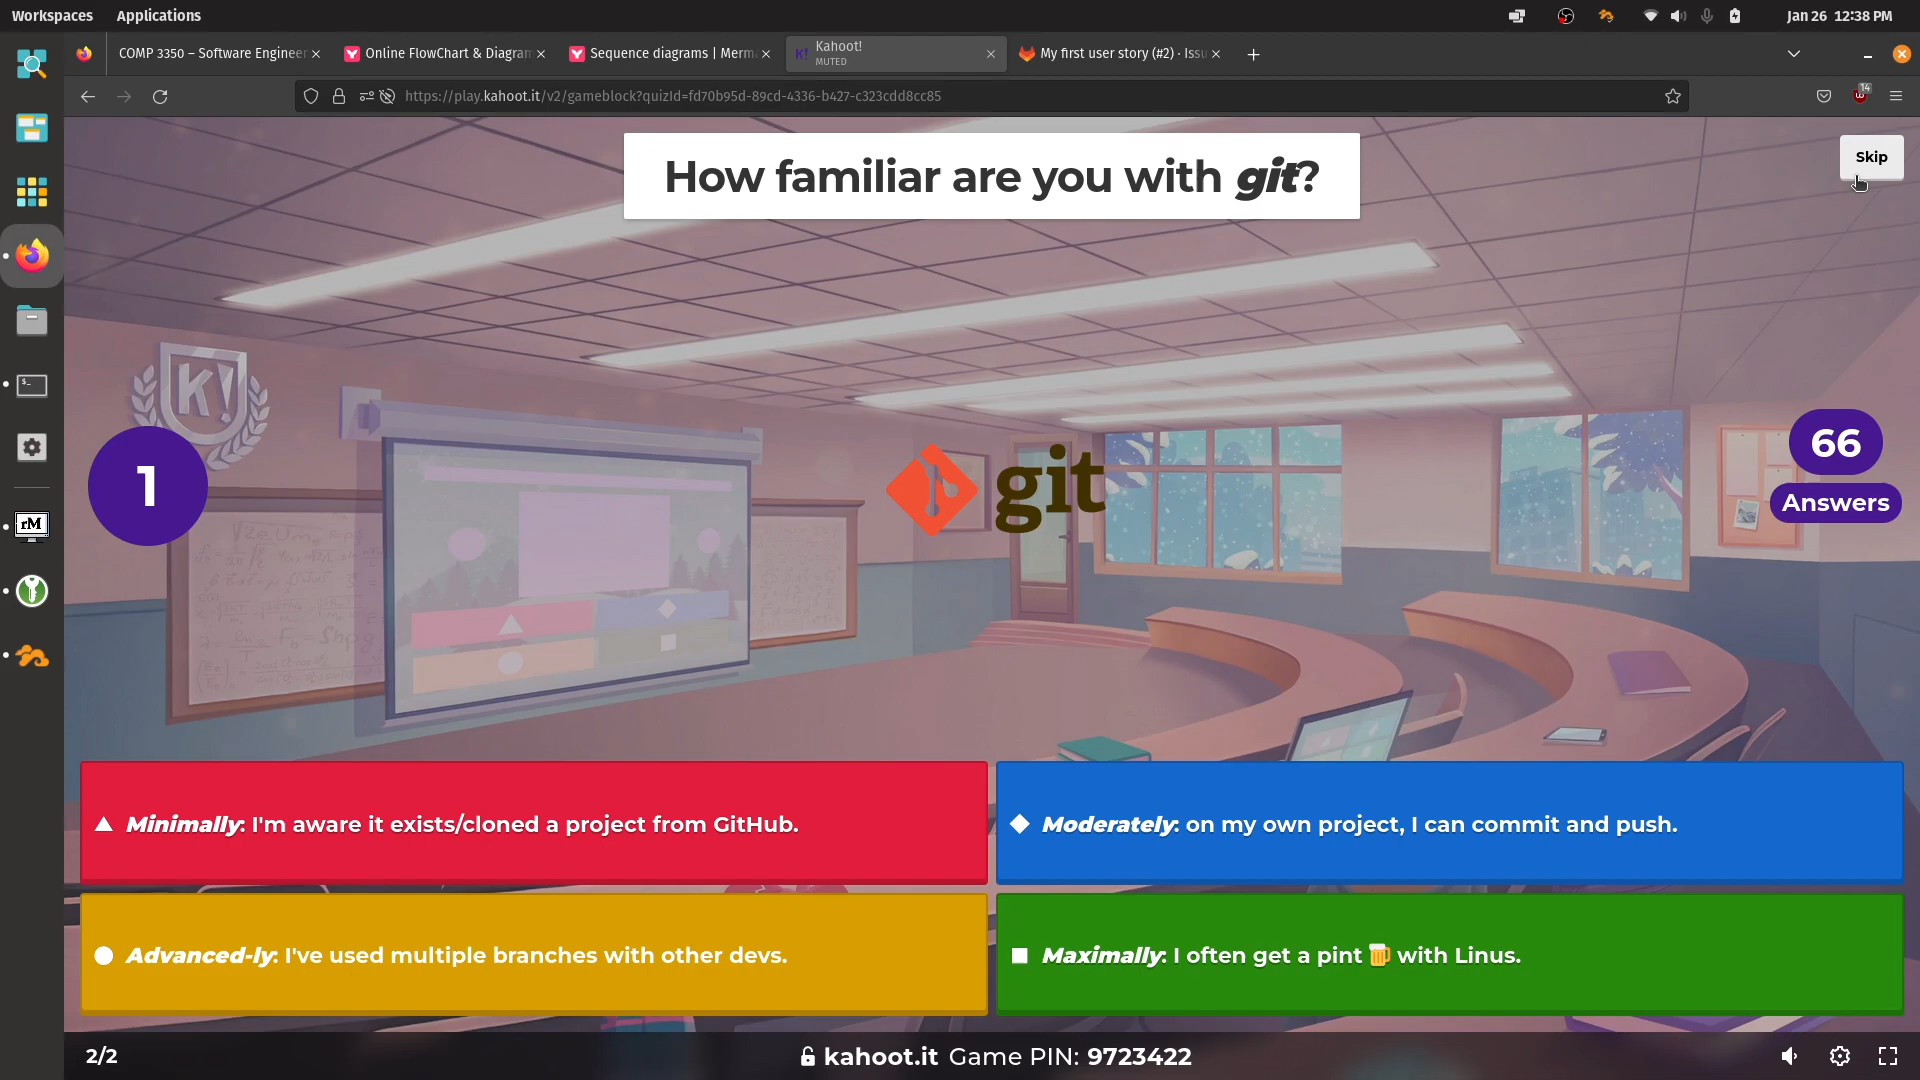 Workspaces Applications Jan 26 12:38 PM
COMP 3350 – Software Engineer
Online FlowChart & Diagram
Sequence diagrams | Merm
Kahoot!
MUTED
My first user story (#2) · Issu
https://play.kahoot.it/v2/gameblock?quizId=fd70b95d-89cd-4336-b427-c323cdd8cc85
14
How familiar are you with git?
Skip
K!
1
git
66
Answers
Minimally: I'm aware it exists/cloned a project from GitHub.
Moderately: on my own project, I can commit and push.
Advanced-ly: I've used multiple branches with other devs.
Maximally: I often get a pint 🍺 with Linus.
rM
2/2
kahoot.it Game PIN: 9723422